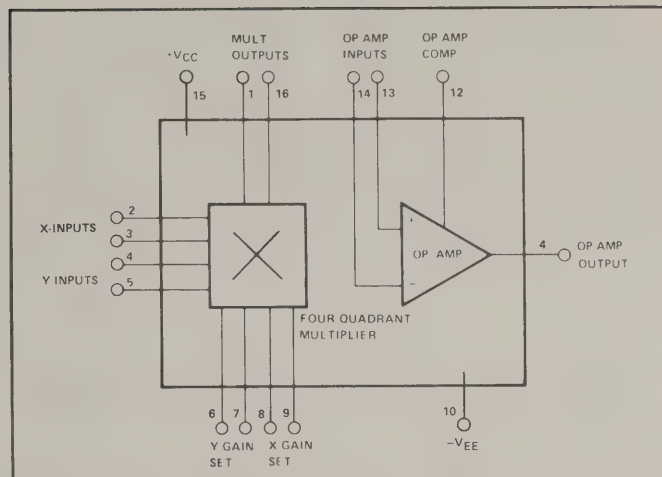 MULT
OUTPUTS
OP AMP
INPUTS
OP AMP
COMP
·VCC
15
1
16
14
13
12
X-INPUTS
2
3
Y INPUTS
4
5
+
OP AMP
−
4
OP AMP
OUTPUT
FOUR QUADRANT
MULTIPLIER
6
7
8
9
10
Y GAIN
SET
X GAIN
SET
−VEE